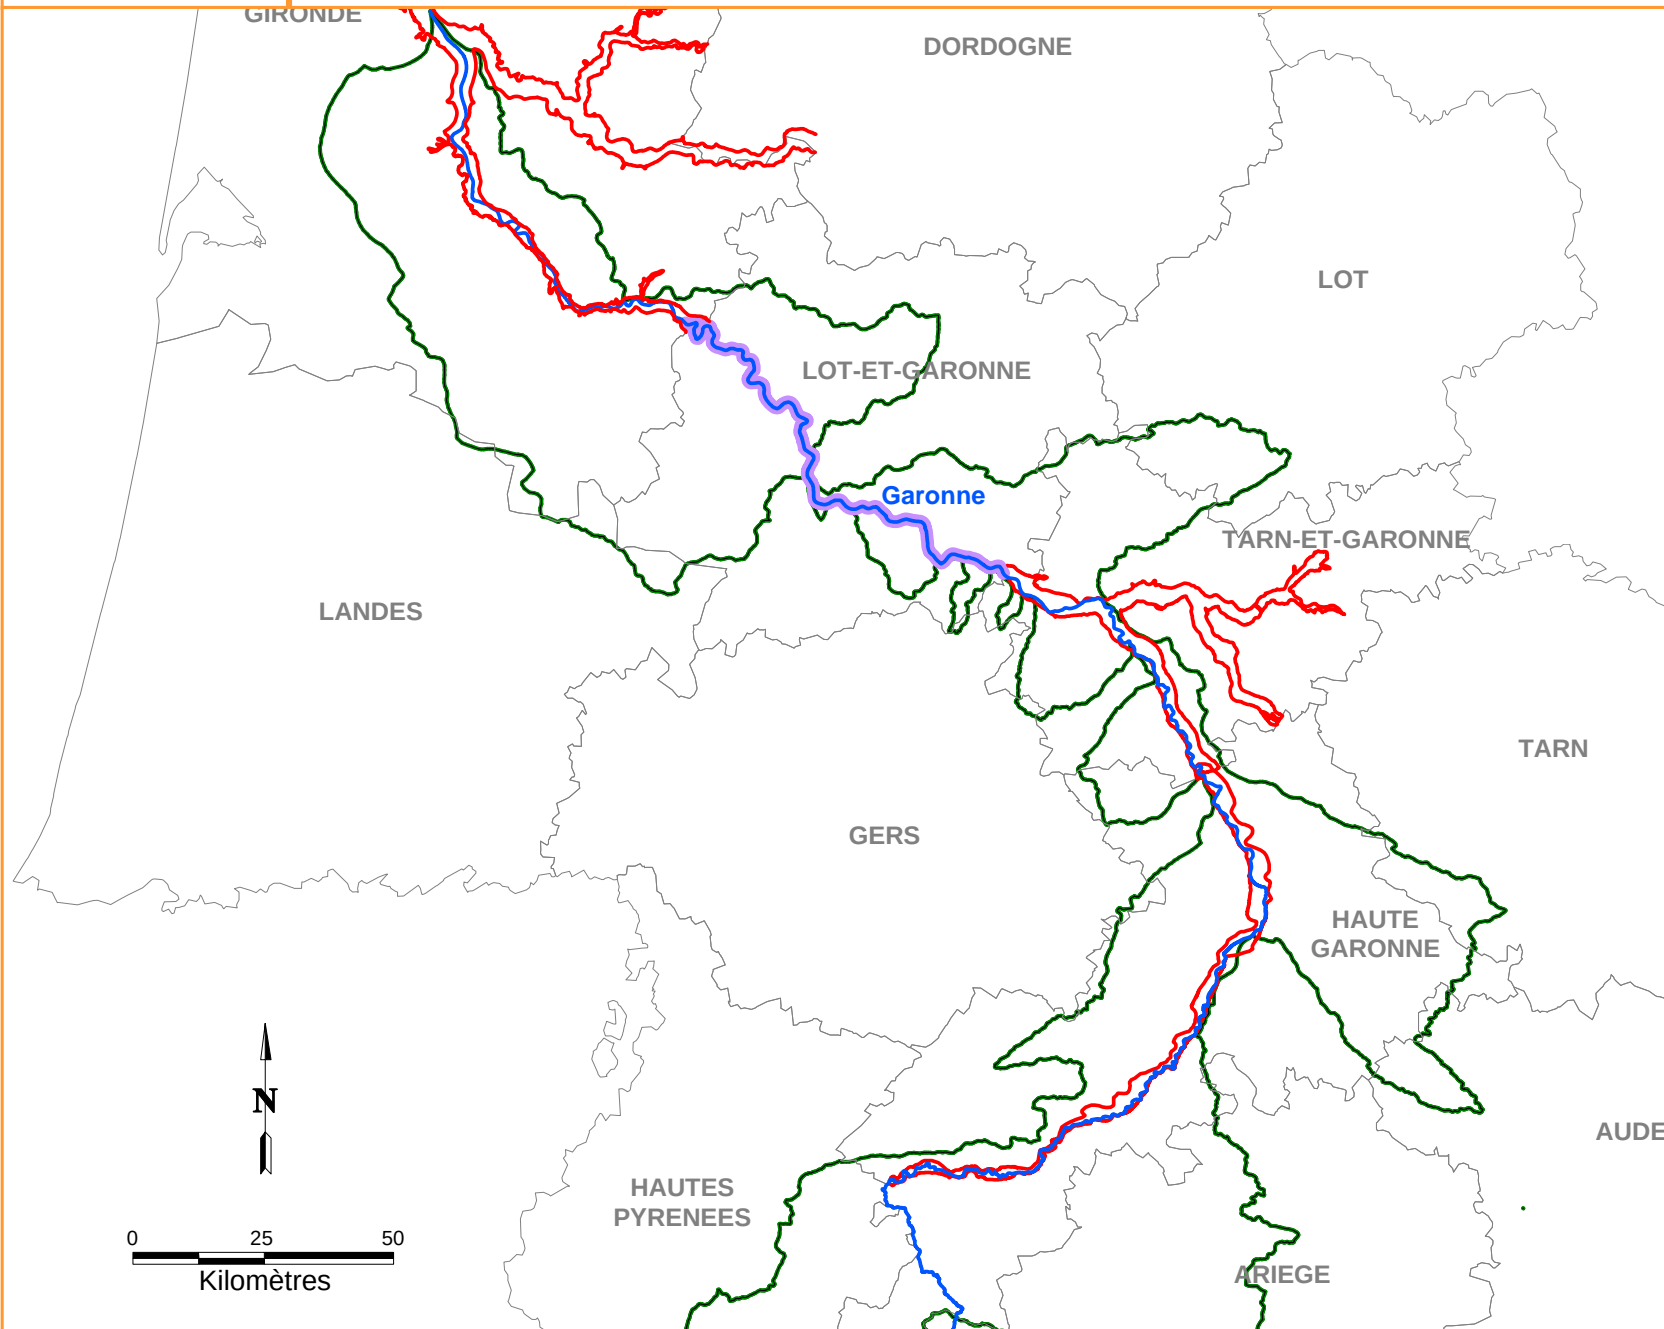 GIRONDE
DORDOGNE
LOT
LOT-ET-GARONNE
Garonne
TARN-ET-GARONNE
LANDES
TARN
GERS
HAUTE
GARONNE
N
AUDE
HAUTES
PYRENEES
0 25 50
Kilomètres
ARIEGE